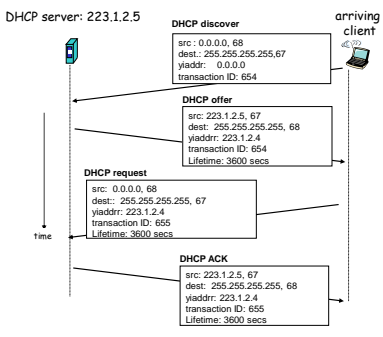 DHCP server: 223.1.2.5
arriving
client
DHCP discover
src : 0.0.0.0, 68
dest.: 255.255.255.255,67
yiaddr: 0.0.0.0
transaction ID: 654
DHCP offer
src: 223.1.2.5, 67
dest: 255.255.255.255, 68
yiaddrr: 223.1.2.4
transaction ID: 654
Lifetime: 3600 secs
DHCP request
src: 0.0.0.0, 68
dest:: 255.255.255.255, 67
yiaddrr: 223.1.2.4
transaction ID: 655
Lifetime: 3600 secs
time
DHCP ACK
src: 223.1.2.5, 67
dest: 255.255.255.255, 68
yiaddrr: 223.1.2.4
transaction ID: 655
Lifetime: 3600 secs